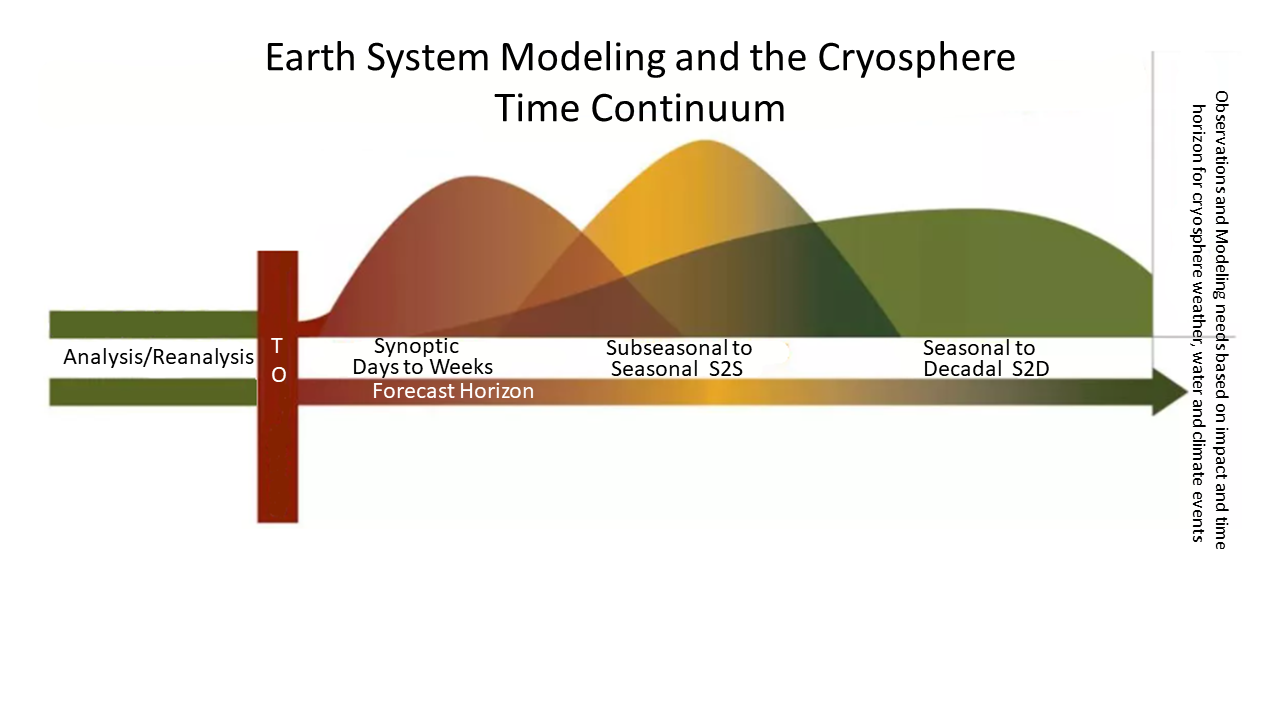 Earth System Modeling and the Cryosphere
Time Continuum
Analysis/Reanalysis
T
O
Synoptic
Days to Weeks
Subseasonal to
Seasonal S2S
Seasonal to
Decadal S2D
Forecast Horizon
Observations and Modeling needs based on impact and time
horizon for cryosphere weather, water and climate events